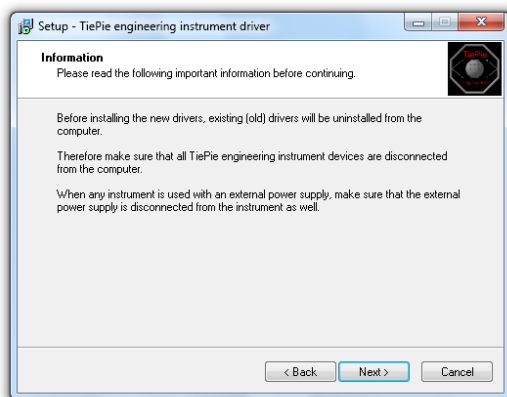 Setup - TiePie engineering instrument driver
Information
Please read the following important information before continuing.
TiePie
Before installing the new drivers, existing (old) drivers will be uninstalled from the
computer.
Therefore make sure that all TiePie engineering instrument devices are disconnected
from the computer.
When any instrument is used with an external power supply, make sure that the external
power supply is disconnected from the instrument as well.
< Back
Next >
Cancel